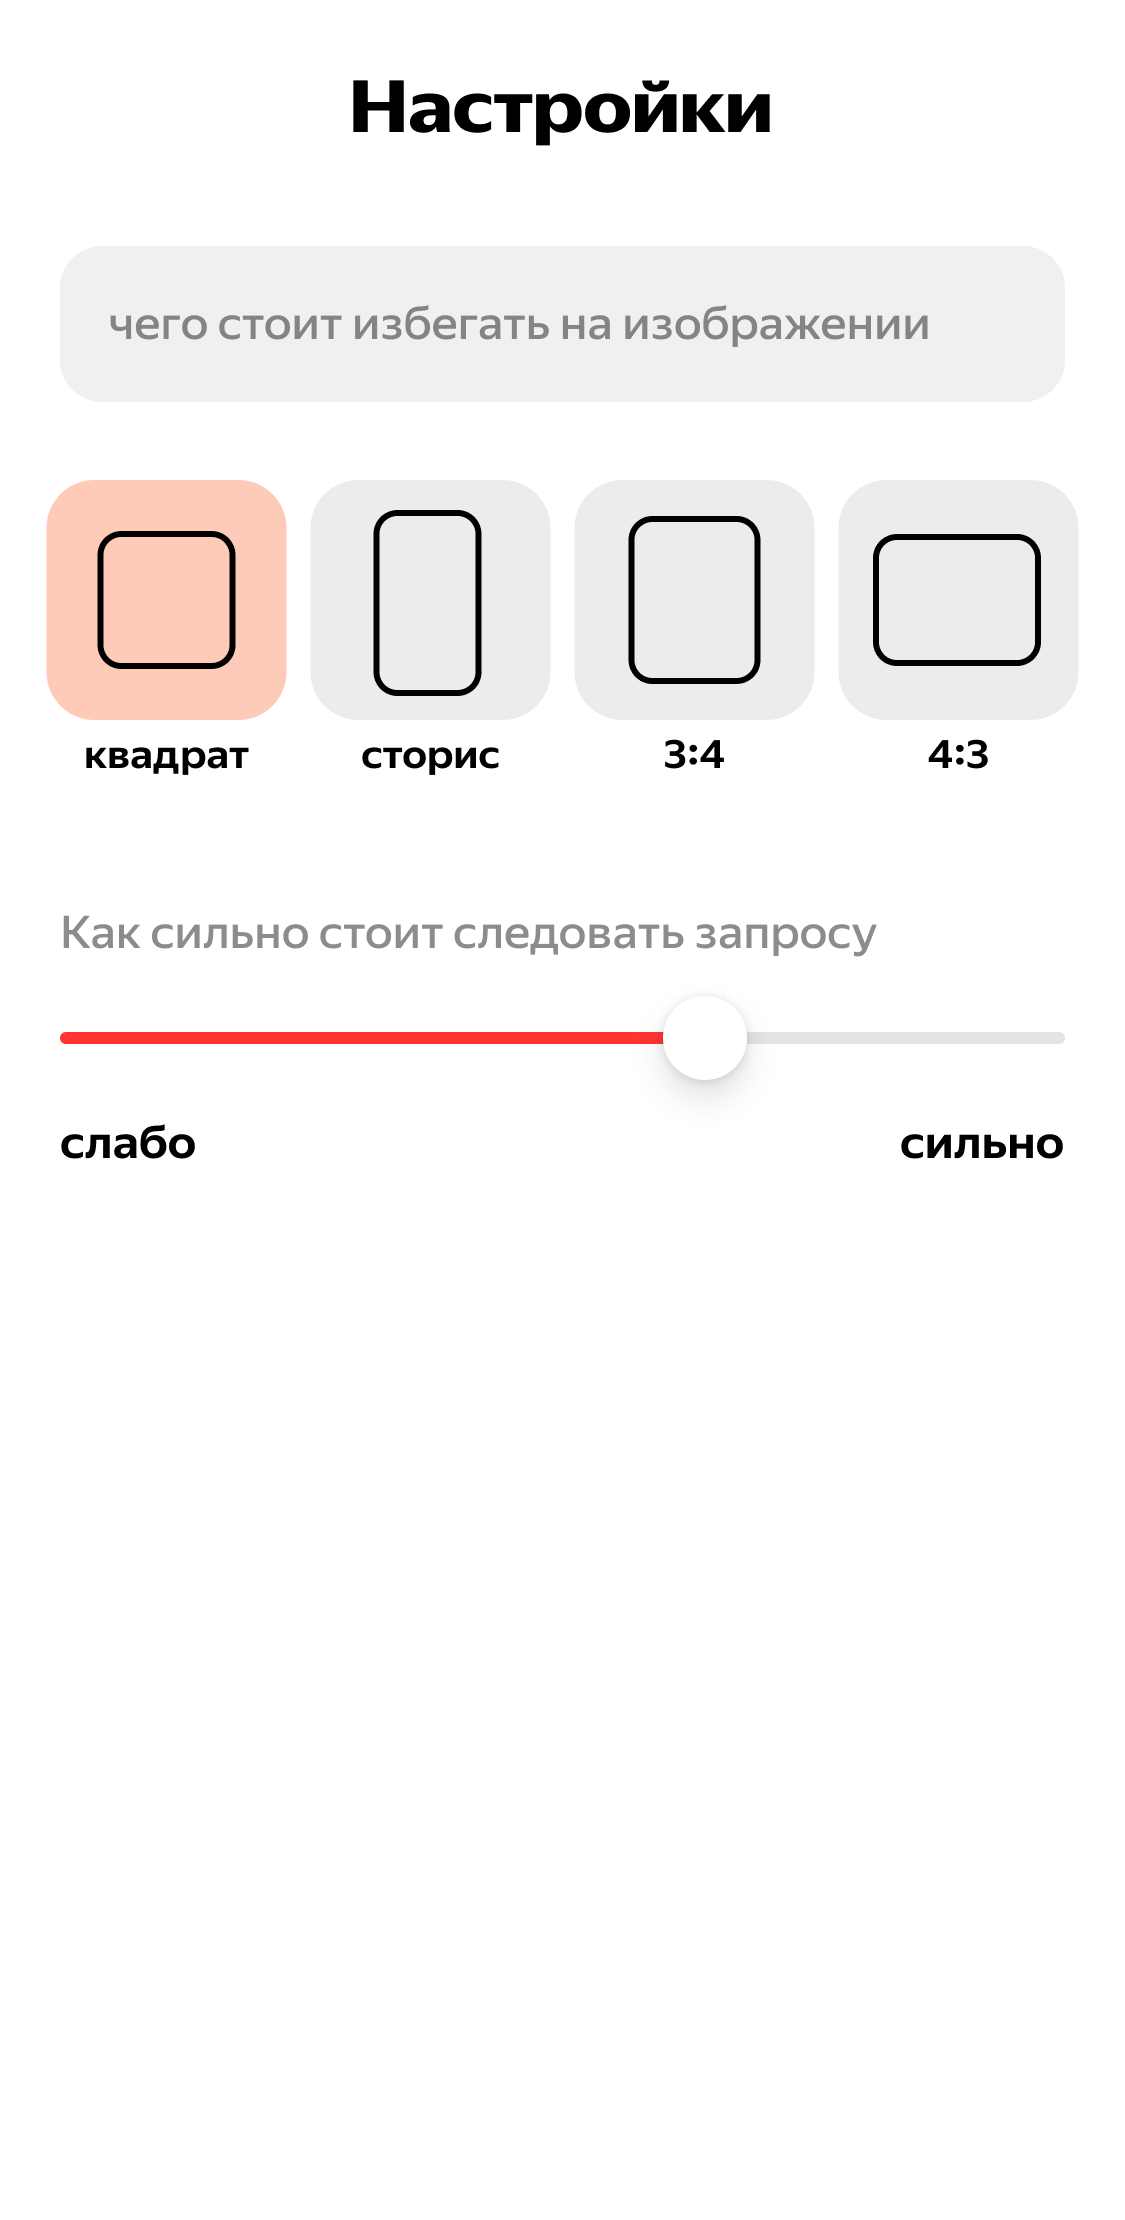 Настройки
чего стоит избегать на изображении
квадрат сторис 3:4 4:3
Как сильно стоит следовать запросу
слабо сильно